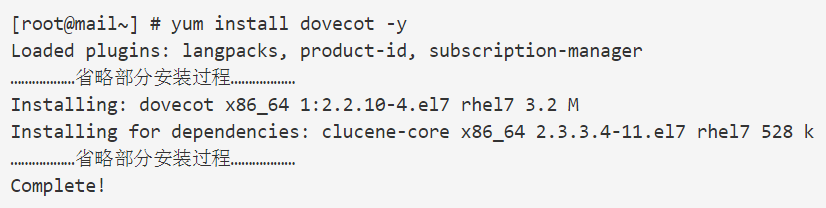 [root@mail~] # yum install dovecot -y
Loaded plugins: langpacks, product-id, subscription-manager
………………省略部分安装过程………………
Installing: dovecot x86_64 1:2.2.10-4.el7 rhel7 3.2 M
Installing for dependencies: clucene-core x86_64 2.3.3.4-11.el7 rhel7 528 k
………………省略部分安装过程………………
Complete!